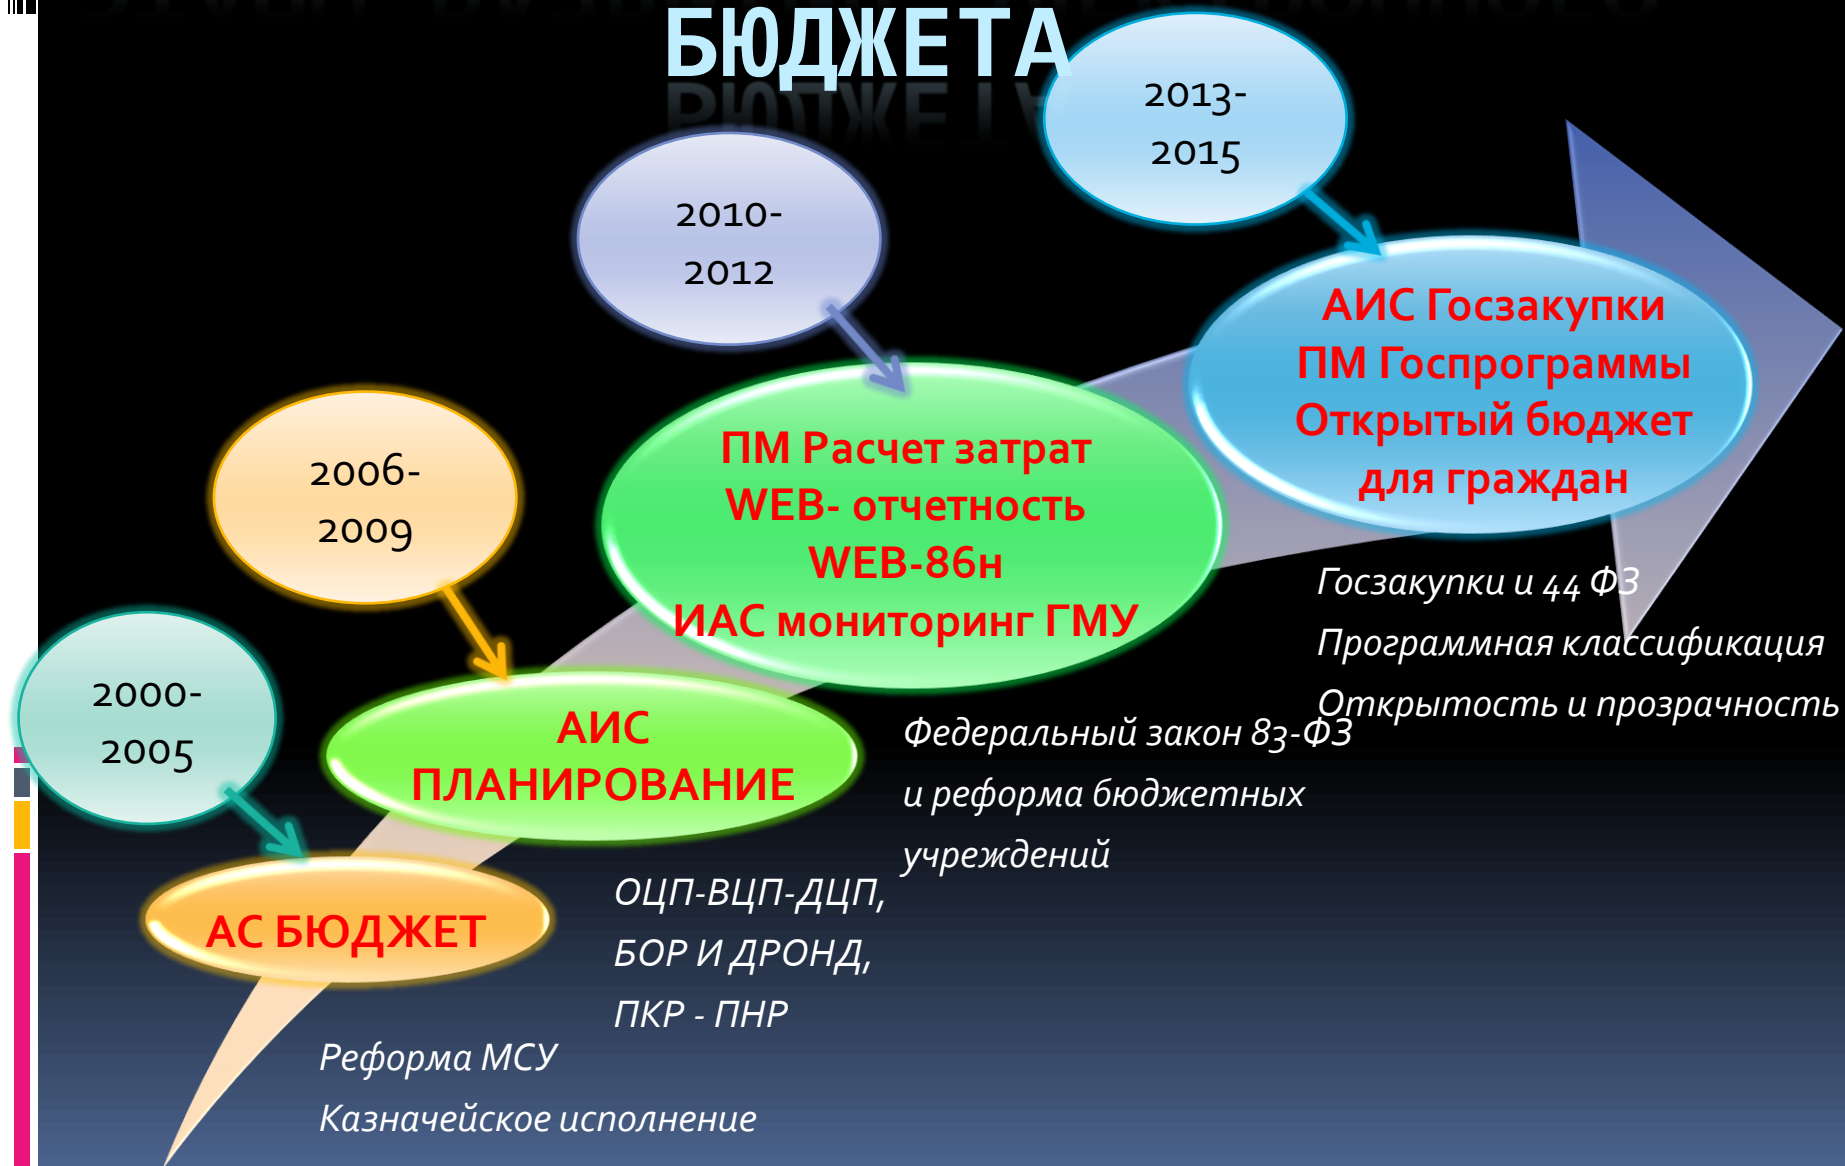 БЮДЖЕТА
2013-
2015
2010-
2012
АИС Госзакупки
ПМ Госпрограммы
Открытый бюджет
для граждан
2006-
2009
ПМ Расчет затрат
WEB- отчетность
WEB-86н
ИАС мониторинг ГМУ
Госзакупки и 44 ФЗ
Программная классификация
Открытость и прозрачность
2000-
2005
АИС
ПЛАНИРОВАНИЕ
Федеральный закон 83-ФЗ
и реформа бюджетных
учреждений
АС БЮДЖЕТ
ОЦП-ВЦП-ДЦП,
БОР И ДРОНД,
ПКР - ПНР
Реформа МСУ
Казначейское исполнение